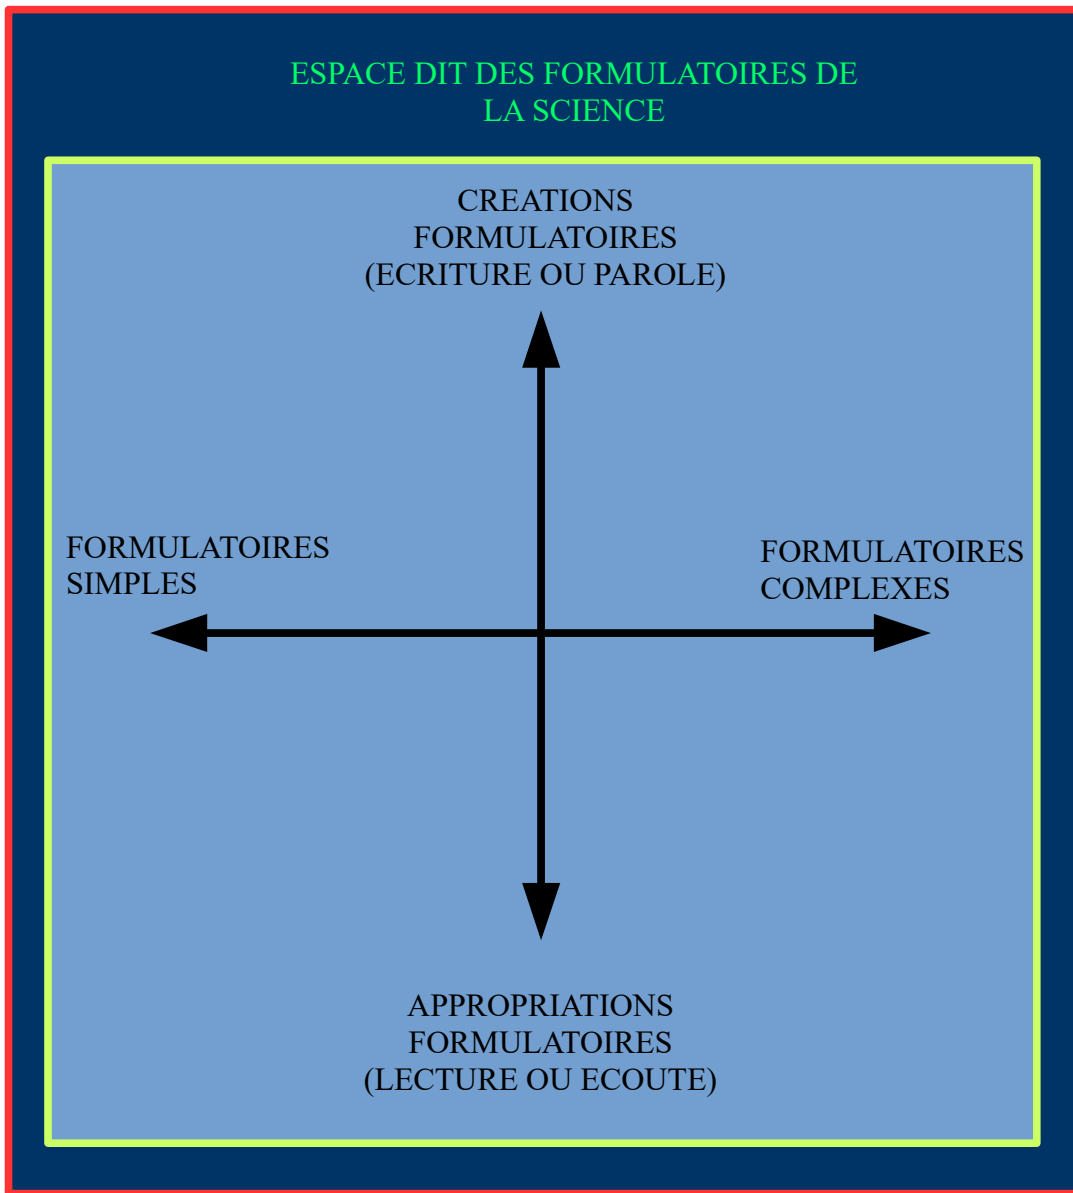 ESPACE DIT DES FORMULATOIRES DE
LA SCIENCE
CREATIONS
FORMULATOIRES
(ECRITURE OU PAROLE)
FORMULATOIRES
SIMPLES
FORMULATOIRES
COMPLEXES
APPROPRIATIONS
FORMULATOIRES
(LECTURE OU ECOUTE)